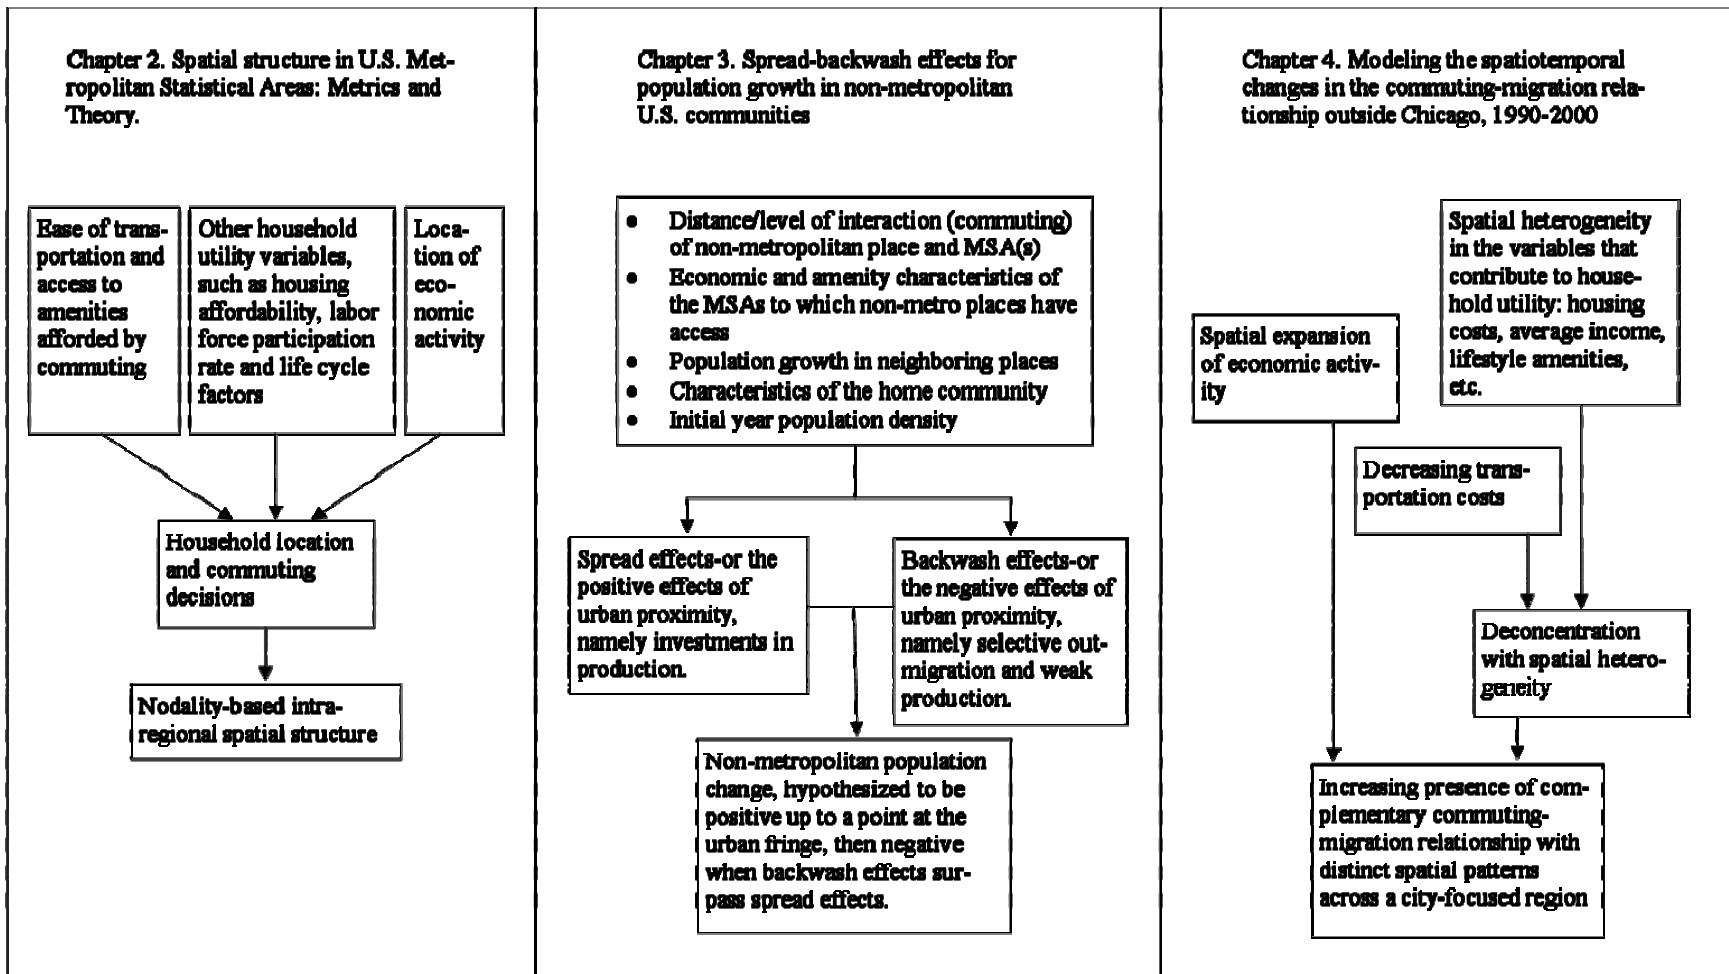 Chapter 2. Spatial structure in U.S. Met-
ropolitan Statistical Areas: Metrics and
Theory.
Ease of trans-
portation and
access to
amenities
afforded by
commuting
Other household
utility variables,
such as housing
affordability, labor
force participation
rate and life cycle
factors
Loca-
tion of
eco-
nomic
activity
Household location
and commuting
decisions
Nodality-based intra-
regional spatial structure
Chapter 3. Spread-backwash effects for
population growth in non-metropolitan
U.S. communities
• Distance/level of interaction (commuting)
of non-metropolitan place and MSA(s)
• Economic and amenity characteristics of
the MSAs to which non-metro places have
access
• Population growth in neighboring places
• Characteristics of the home community
• Initial year population density
Spread effects-or the
positive effects of
urban proximity,
namely investments in
production.
Backwash effects-or
the negative effects of
urban proximity,
namely selective out-
migration and weak
production.
Non-metropolitan population
change, hypothesized to be
positive up to a point at the
urban fringe, then negative
when backwash effects sur-
pass spread effects.
Chapter 4. Modeling the spatiotemporal
changes in the commuting-migration rela-
tionship outside Chicago, 1990-2000
Spatial expansion
of economic activ-
ity
Spatial heterogeneity
in the variables that
contribute to house-
hold utility: housing
costs, average income,
lifestyle amenities,
etc.
Decreasing trans-
portation costs
Deconcentration
with spatial hetero-
geneity
Increasing presence of com-
plementary commuting-
migration relationship with
distinct spatial patterns
across a city-focused region